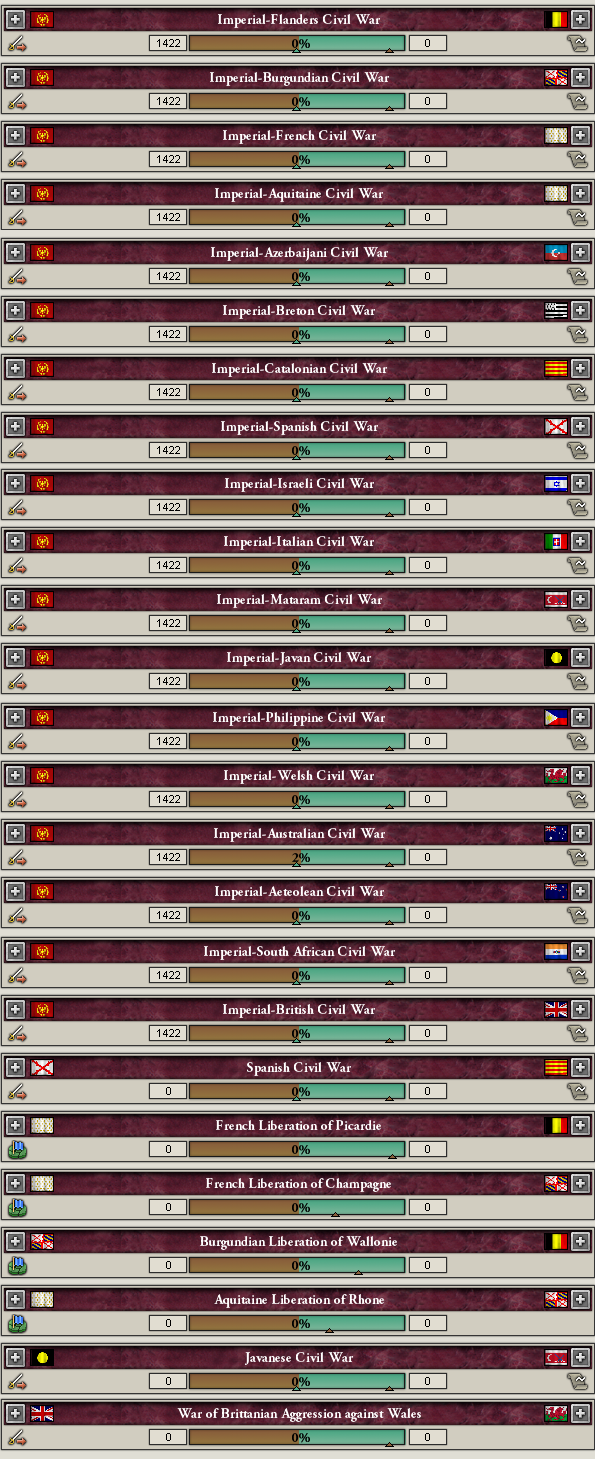 Imperial-Flanders Civil War
1422 0% 0
Imperial-Burgundian Civil War
1422 0% 0
Imperial-French Civil War
1422 0% 0
Imperial-Aquitaine Civil War
1422 0% 0
Imperial-Azerbaijani Civil War
1422 0% 0
Imperial-Breton Civil War
1422 0% 0
Imperial-Catalonian Civil War
1422 0% 0
Imperial-Spanish Civil War
1422 0% 0
Imperial-Israeli Civil War
1422 0% 0
Imperial-Italian Civil War
1422 0% 0
Imperial-Mataram Civil War
1422 0% 0
Imperial-Javan Civil War
1422 0% 0
Imperial-Philippine Civil War
1422 0% 0
Imperial-Welsh Civil War
1422 0% 0
Imperial-Australian Civil War
1422 2% 0
Imperial-Aeteolean Civil War
1422 0% 0
Imperial-South African Civil War
1422 0% 0
Imperial-British Civil War
1422 0% 0
Spanish Civil War
0 0% 0
French Liberation of Picardie
0 0% 0
French Liberation of Champagne
0 0% 0
Burgundian Liberation of Wallonie
0 0% 0
Aquitaine Liberation of Rhone
0 0% 0
Javanese Civil War
0 0% 0
War of Brittanian Aggression against Wales
0 0% 0